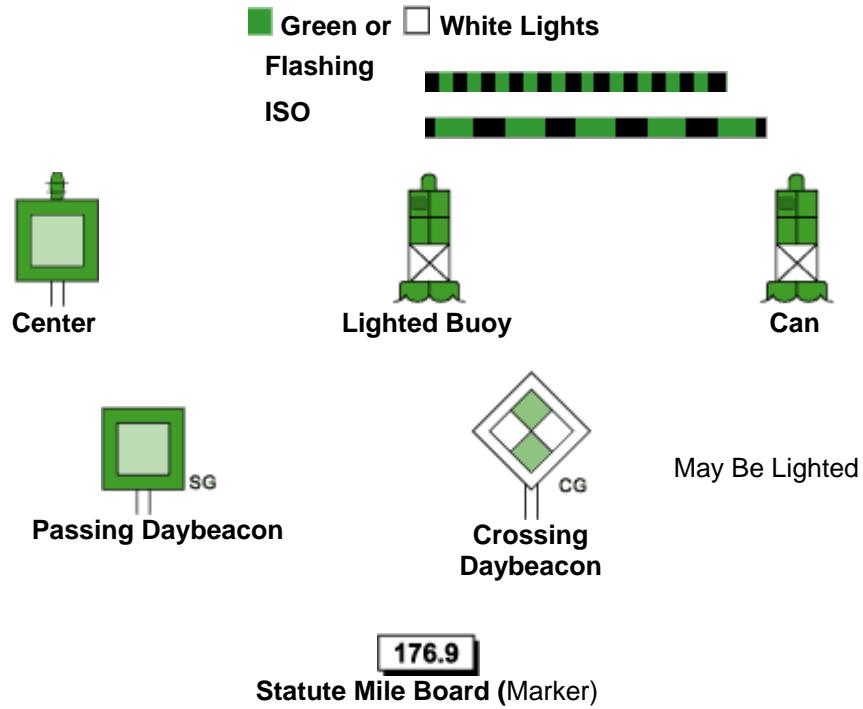 Green or White Lights
Flashing
ISO
Center
Lighted Buoy
Can
SG
CG
May Be Lighted
Passing Daybeacon
Crossing
Daybeacon
176.9
Statute Mile Board (Marker)